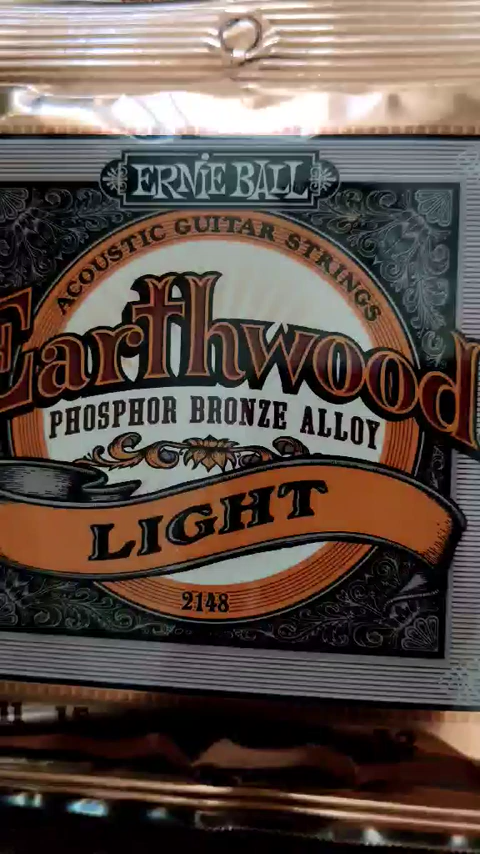 ERNIE BALL
ACOUSTIC GUITAR STRINGS
Earthwood
PHOSPHOR BRONZE ALLOY
LIGHT
2148